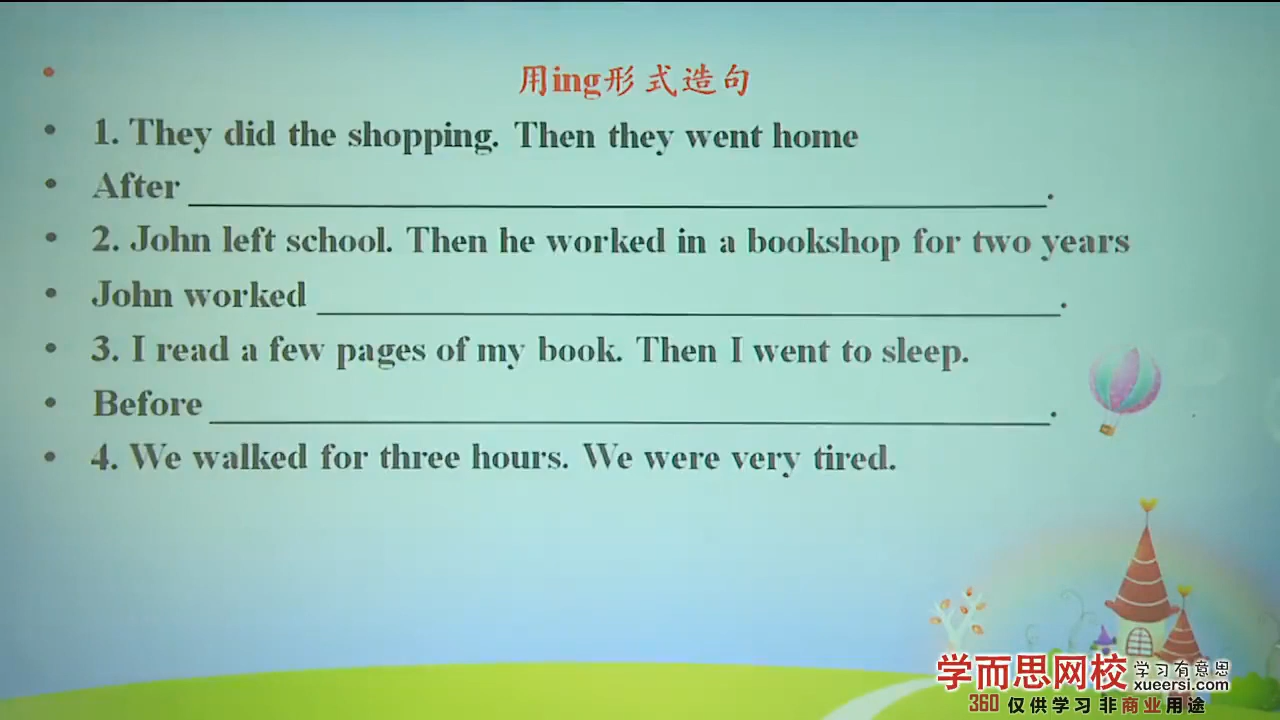 用ing形式造句
1. They did the shopping. Then they went home
After ______.
2. John left school. Then he worked in a bookshop for two years
John worked ______.
3. I read a few pages of my book. Then I went to sleep.
Before ______.
4. We walked for three hours. We were very tired.
学而思网校 学习有意思
xueersi.com
360 仅供学习 非商业用途